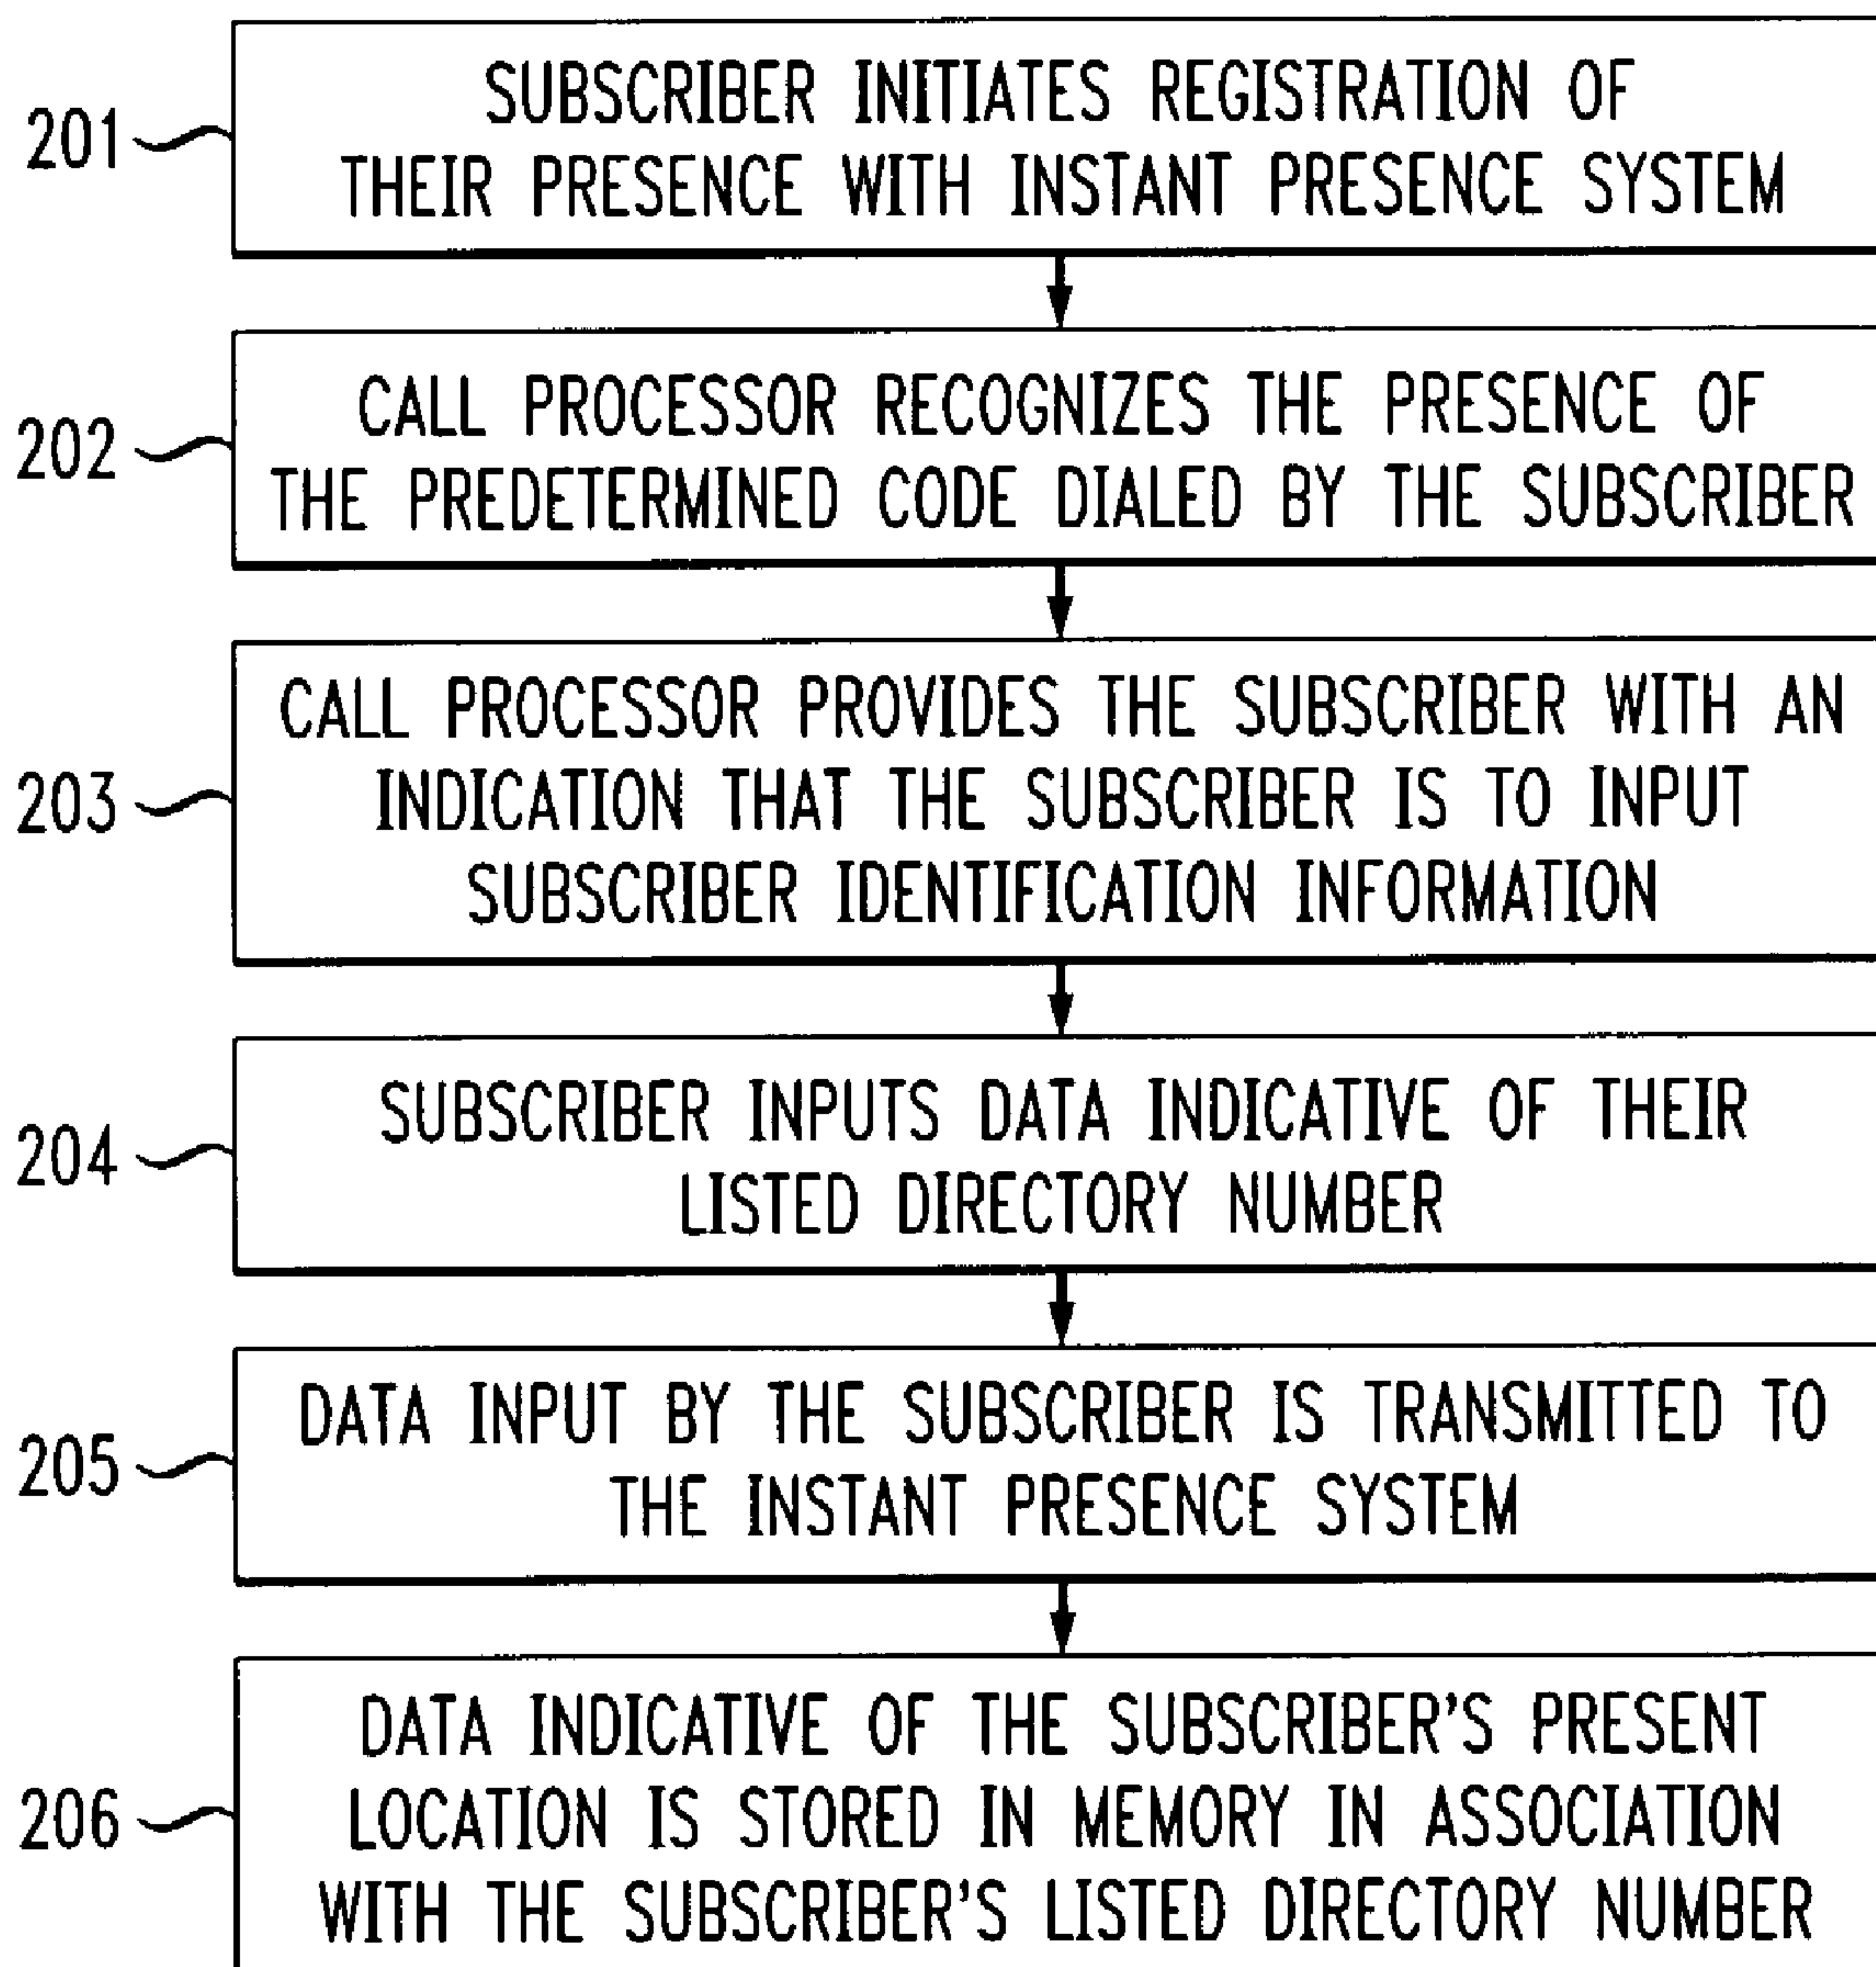 201
SUBSCRIBER INITIATES REGISTRATION OF
THEIR PRESENCE WITH INSTANT PRESENCE SYSTEM
202
CALL PROCESSOR RECOGNIZES THE PRESENCE OF
THE PREDETERMINED CODE DIALED BY THE SUBSCRIBER
203
CALL PROCESSOR PROVIDES THE SUBSCRIBER WITH AN
INDICATION THAT THE SUBSCRIBER IS TO INPUT
SUBSCRIBER IDENTIFICATION INFORMATION
204
SUBSCRIBER INPUTS DATA INDICATIVE OF THEIR
LISTED DIRECTORY NUMBER
205
DATA INPUT BY THE SUBSCRIBER IS TRANSMITTED TO
THE INSTANT PRESENCE SYSTEM
206
DATA INDICATIVE OF THE SUBSCRIBER'S PRESENT
LOCATION IS STORED IN MEMORY IN ASSOCIATION
WITH THE SUBSCRIBER'S LISTED DIRECTORY NUMBER